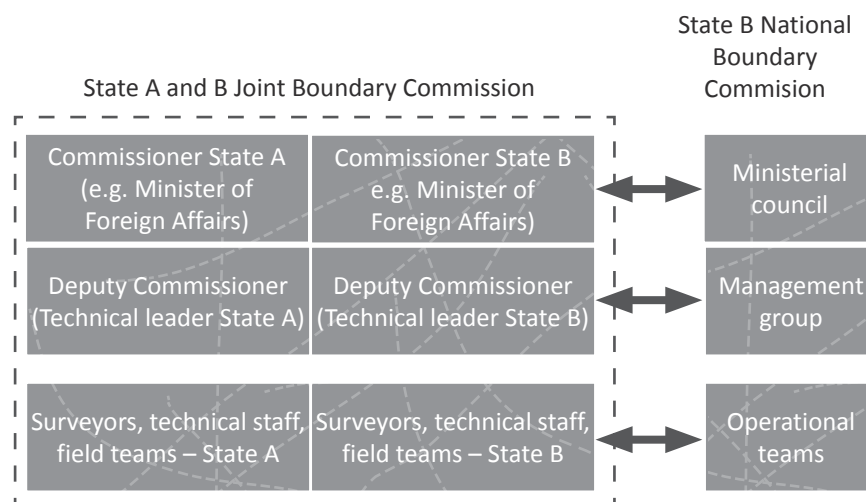 State B National
Boundary
Commision
State A and B Joint Boundary Commission
Commissioner State A
(e.g. Minister of
Foreign Affairs)
Commissioner State B
e.g. Minister of
Foreign Affairs)
Ministerial
council
Deputy Commissioner
(Technical leader State A)
Deputy Commissioner
(Technical leader State B)
Management
group
Surveyors, technical staff,
field teams – State A
Surveyors, technical staff,
field teams – State B
Operational
teams